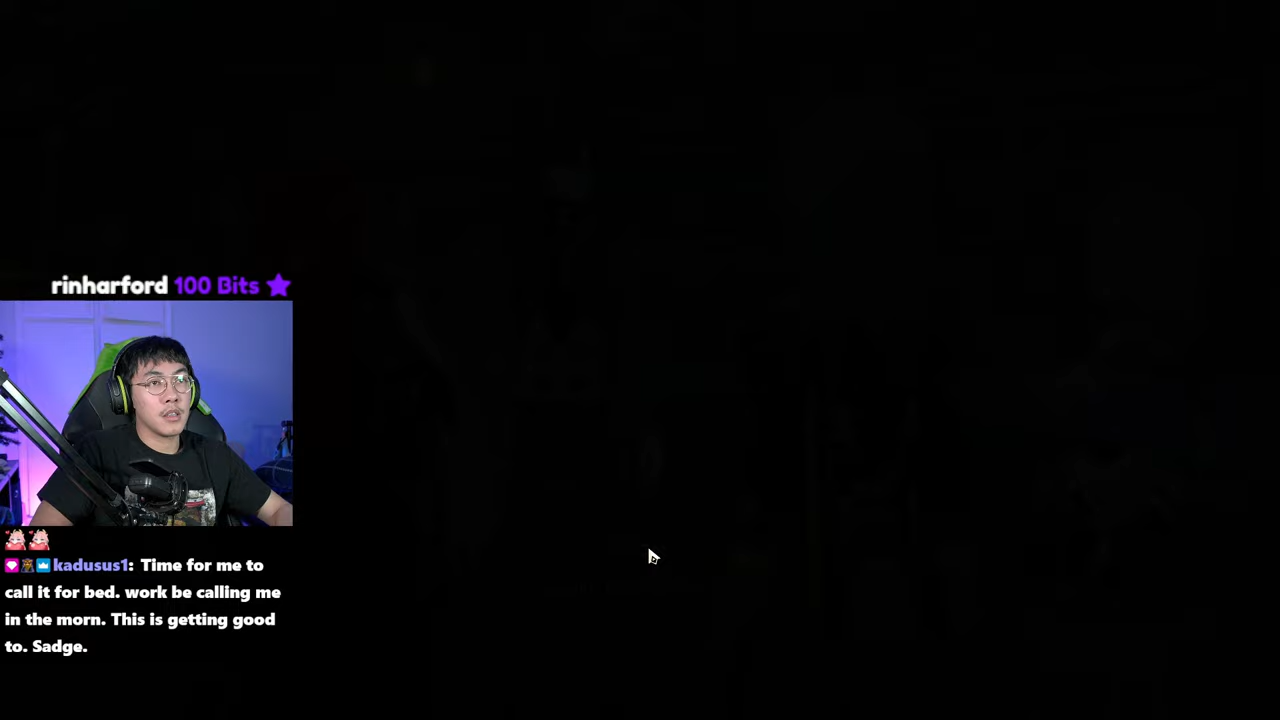 rinharford 100 Bits
kadusus1: Time for me to
call it for bed. work be calling me
in the morn. This is getting good
to. Sadge.